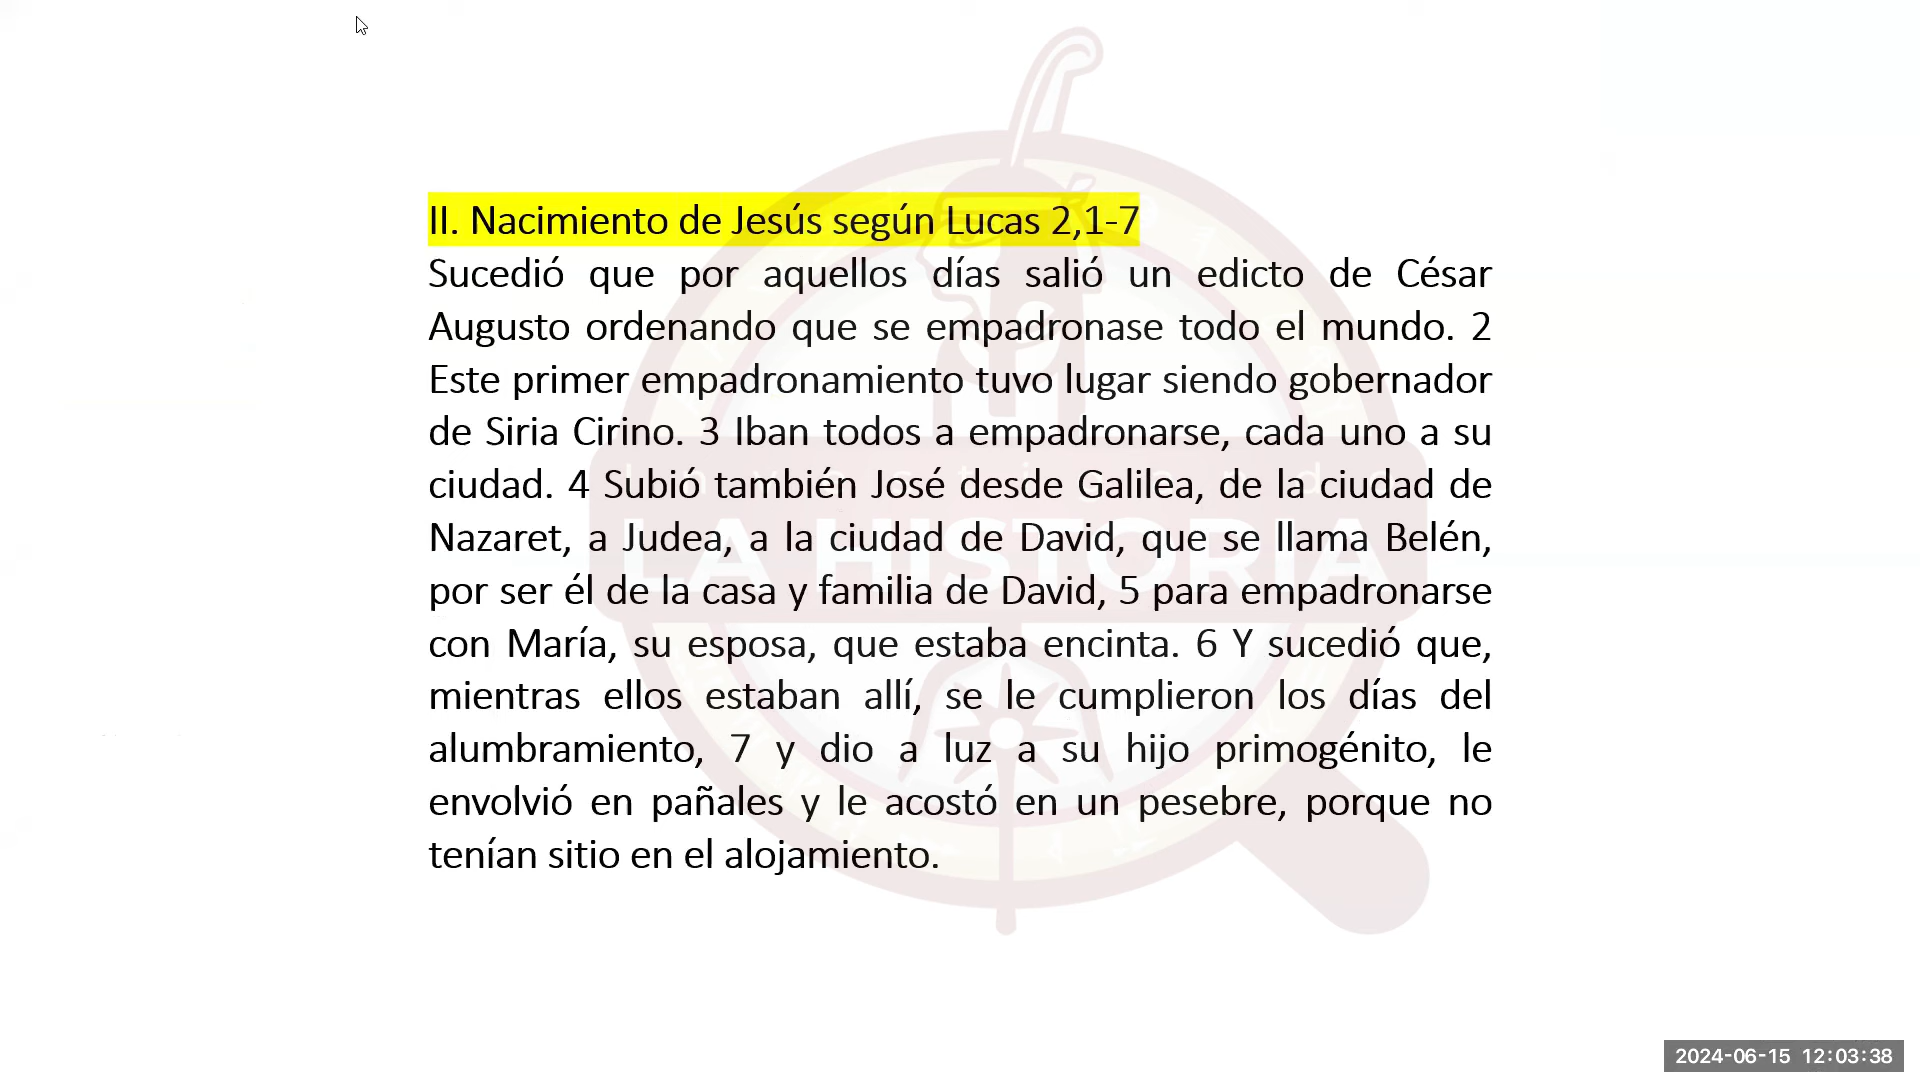 II. Nacimiento de Jesús según Lucas 2,1-7
Sucedió que por aquellos días salió un edicto de César
Augusto ordenando que se empadronase todo el mundo. 2
Este primer empadronamiento tuvo lugar siendo gobernador
de Siria Cirino. 3 Iban todos a empadronarse, cada uno a su
ciudad. 4 Subió también José desde Galilea, de la ciudad de
Nazaret, a Judea, a la ciudad de David, que se llama Belén,
por ser él de la casa y familia de David, 5 para empadronarse
con María, su esposa, que estaba encinta. 6 Y sucedió que,
mientras ellos estaban allí, se le cumplieron los días del
alumbramiento, 7 y dio a luz a su hijo primogénito, le
envolvió en pañales y le acostó en un pesebre, porque no
tenían sitio en el alojamiento.
LA HISTORIA
2024-06-15 12:03:38